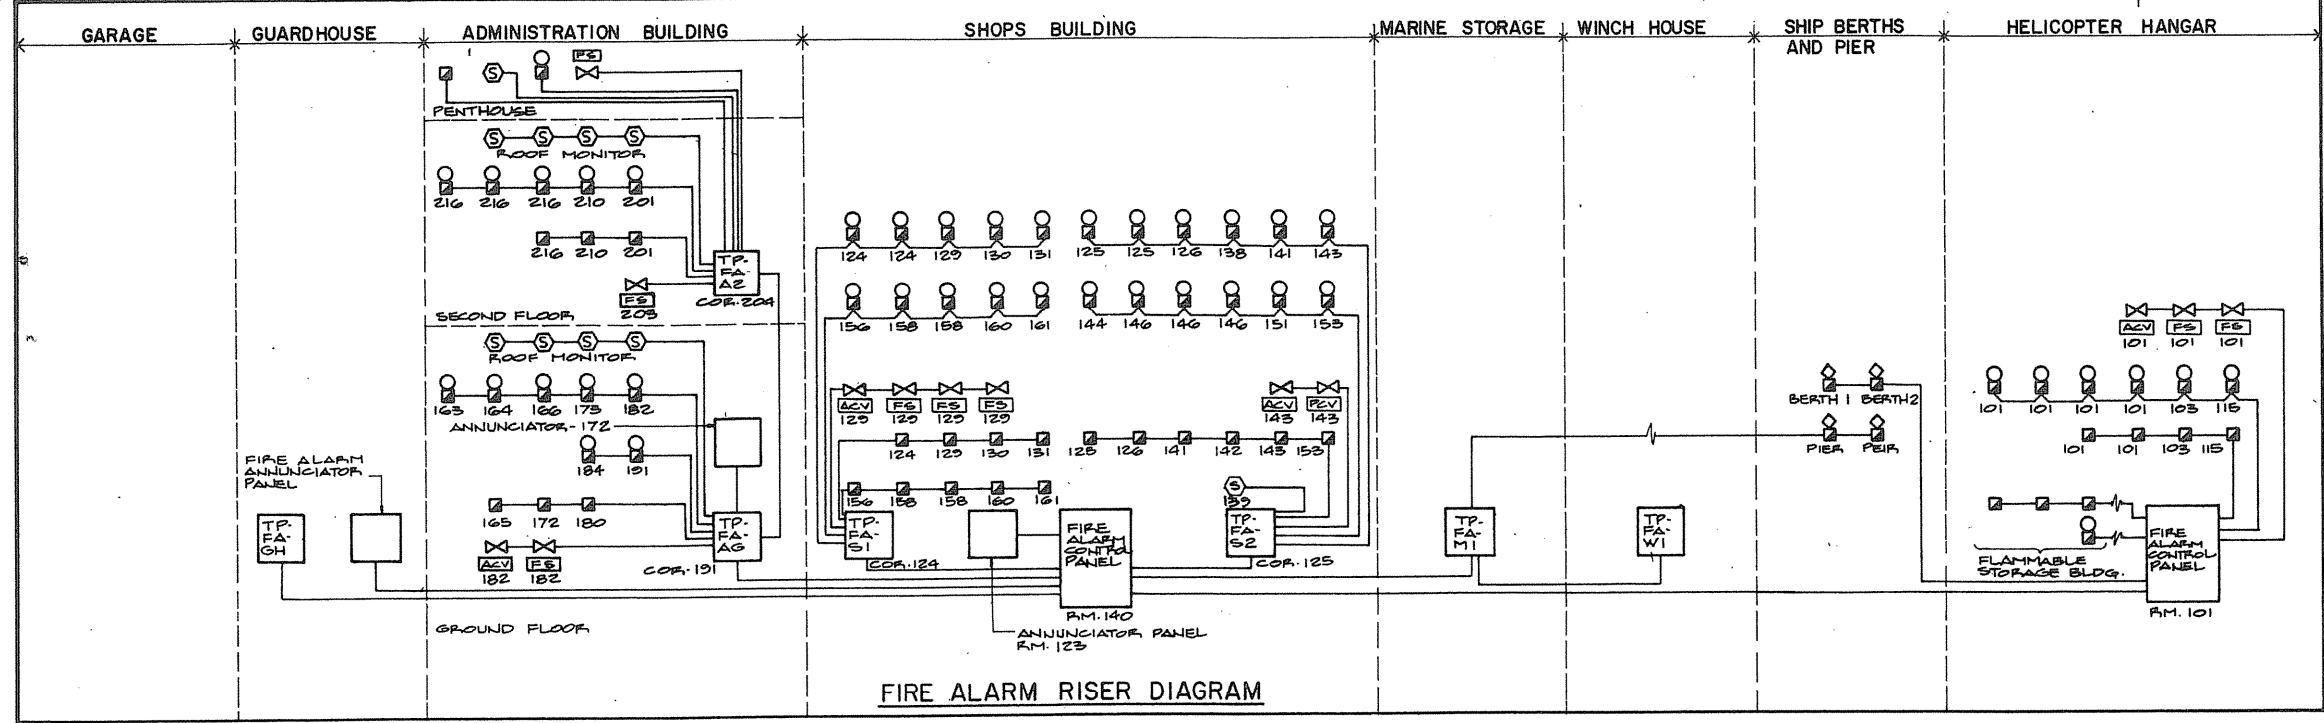 GARAGE
GUARDHOUSE
ADMINISTRATION BUILDING
SHOPS BUILDING
MARINE STORAGE
WINCH HOUSE
SHIP BERTHS
AND PIER
HELICOPTER HANGAR
FS
S
PENTHOUSE
S S S S
ROOF MONITOR
216 216 216 210 201
216 210 201
TP-
FA-
A2
COR. 204
FS
203
SECOND FLOOR
S S S S
ROOF MONITOR
163 164 166 173 182
ANNUNCIATOR-172
184 191
165 172 180
TP-
FA-
AG
COR. 191
ACV FS
182 182
GROUND FLOOR
FIRE ALARM
ANNUNCIATOR
PANEL
TP-
FA-
GH
124 124 129 130 131
125 125 126 138 141 143
156 158 158 160 161
144 146 146 146 151 153
ACV FS FS FS
129 129 129 129
ACV PCV
143 143
124 129 130 131
125 126 141 142 143 153
156 158 158 160 161
S
139
TP-
FA-
S1
COR. 124
FIRE
ALARM
CONTROL
PANEL
RM. 140
TP-
FA-
S2
COR. 125
ANNUNCIATOR PANEL
RM. 123
TP-
FA-
M1
TP-
FA-
W1
BERTH 1 BERTH 2
PIER PEIR
ACV FS FS
101 101 101
101 101 101 101 103 115
101 101 103 115
FLAMMABLE
STORAGE BLDG.
FIRE
ALARM
CONTROL
PANEL
RM. 101
FIRE ALARM RISER DIAGRAM